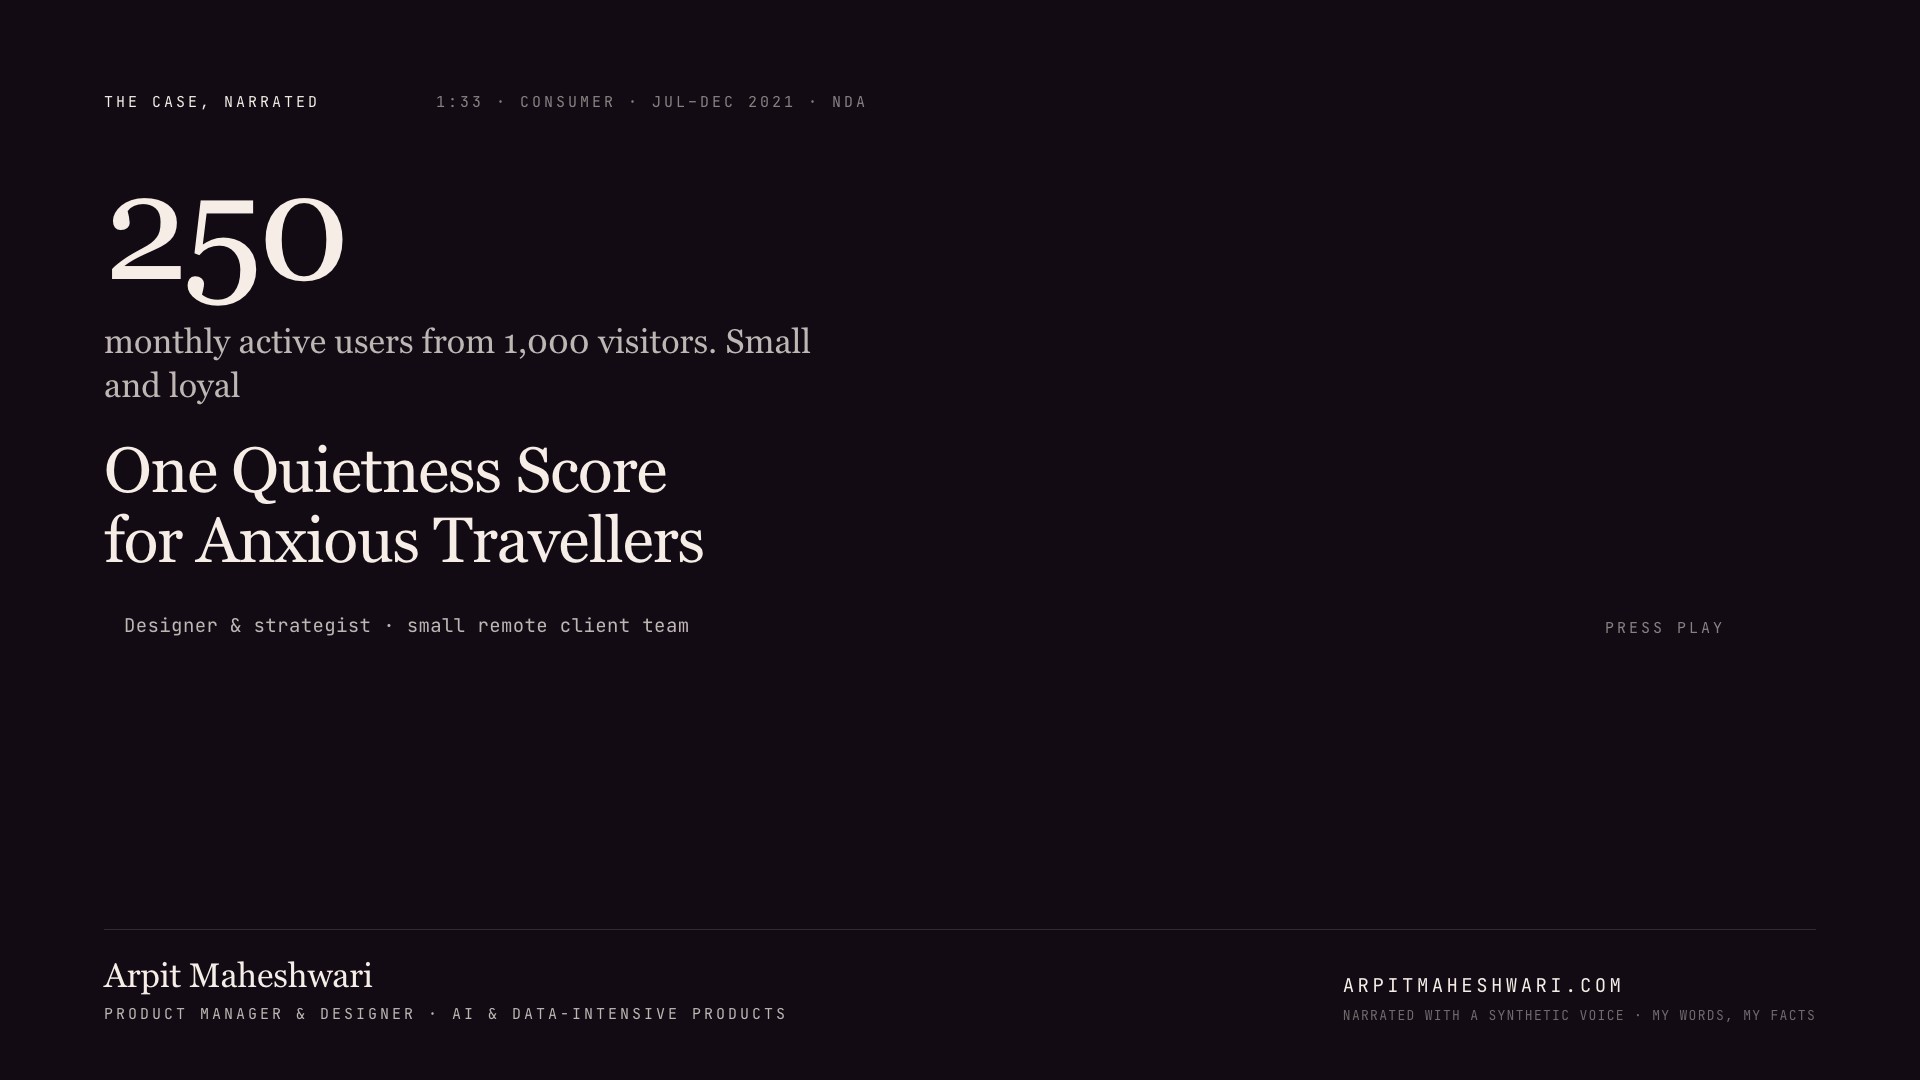 THE CASE, NARRATED
1:33 · CONSUMER · JUL–DEC 2021 · NDA
250
monthly active users from 1,000 visitors. Small
and loyal
One Quietness Score
for Anxious Travellers
Designer & strategist · small remote client team
PRESS PLAY
Arpit Maheshwari
PRODUCT MANAGER & DESIGNER · AI & DATA-INTENSIVE PRODUCTS
ARPITMAHESHWARI.COM
NARRATED WITH A SYNTHETIC VOICE · MY WORDS, MY FACTS